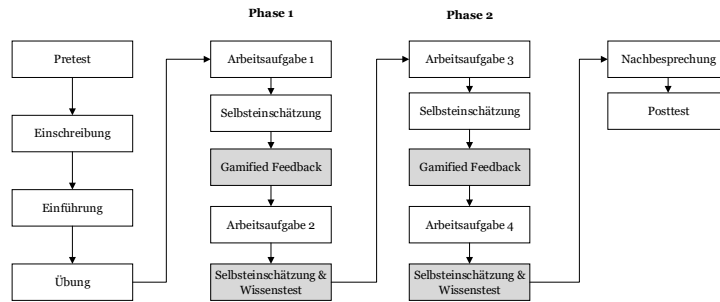 Phase 1
Phase 2
Pretest
Einschreibung
Einführung
Übung
Arbeitsaufgabe 1
Selbsteinschätzung
Gamified Feedback
Arbeitsaufgabe 2
Selbsteinschätzung &
Wissenstest
Arbeitsaufgabe 3
Selbsteinschätzung
Gamified Feedback
Arbeitsaufgabe 4
Selbsteinschätzung &
Wissenstest
Nachbesprechung
Posttest